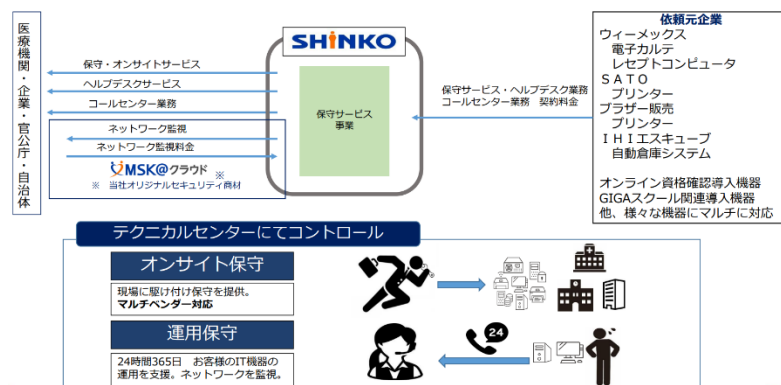 医療機関・企業・官公庁・自治体
SHINKO
保守・オンサイトサービス
ヘルプデスクサービス
コールセンター業務
ネットワーク監視
ネットワーク監視料金
MSK@クラウド ※
※ 当社オリジナルセキュリティ商材
保守サービス
事業
保守サービス・ヘルプデスク業務
コールセンター業務 契約料金
依頼元企業
ウィーメックス
電子カルテ
レセプトコンピュータ
ＳＡＴＯ
プリンター
ブラザー販売
プリンター
ＩＨＩエスキューブ
自動倉庫システム
オンライン資格確認導入機器
GIGAスクール関連導入機器
他、様々な機器にマルチに対応
テクニカルセンターにてコントロール
オンサイト保守
現場に駆け付け保守を提供。
マルチベンダー対応
運用保守
24時間365日 お客様のIT機器の
運用を支援。ネットワークを監視。
24